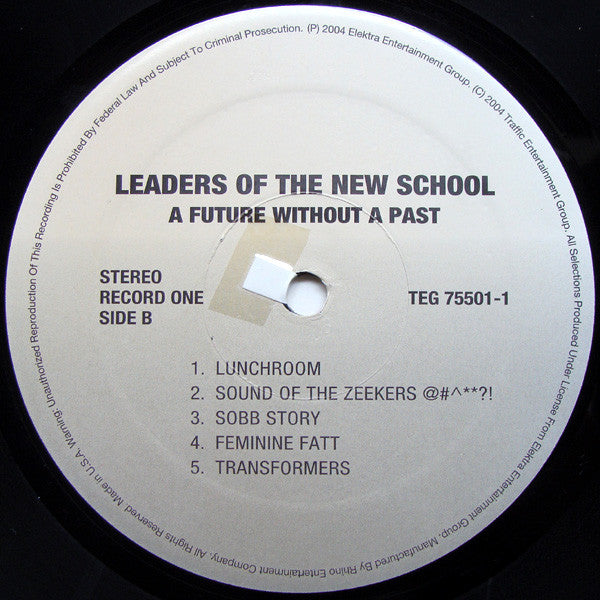 LEADERS OF THE NEW SCHOOL
A FUTURE WITHOUT A PAST
STEREO
RECORD ONE
SIDE B
TEG 75501-1
1. LUNCHROOM
2. SOUND OF THE ZEEKERS @#^**?!
3. SOBB STORY
4. FEMININE FATT
5. TRANSFORMERS
Made in U.S.A. Warning: Unauthorized Reproduction Of This Recording Is Prohibited By Federal Law And Subject To Criminal Prosecution. (P) 2004 Elektra Entertainment Group. (C) 2004 Traffic Entertainment Group. All Selections Produced Under License From Elektra Entertainment Group. Manufactured By Rhino Entertainment Company, All Rights Reserved